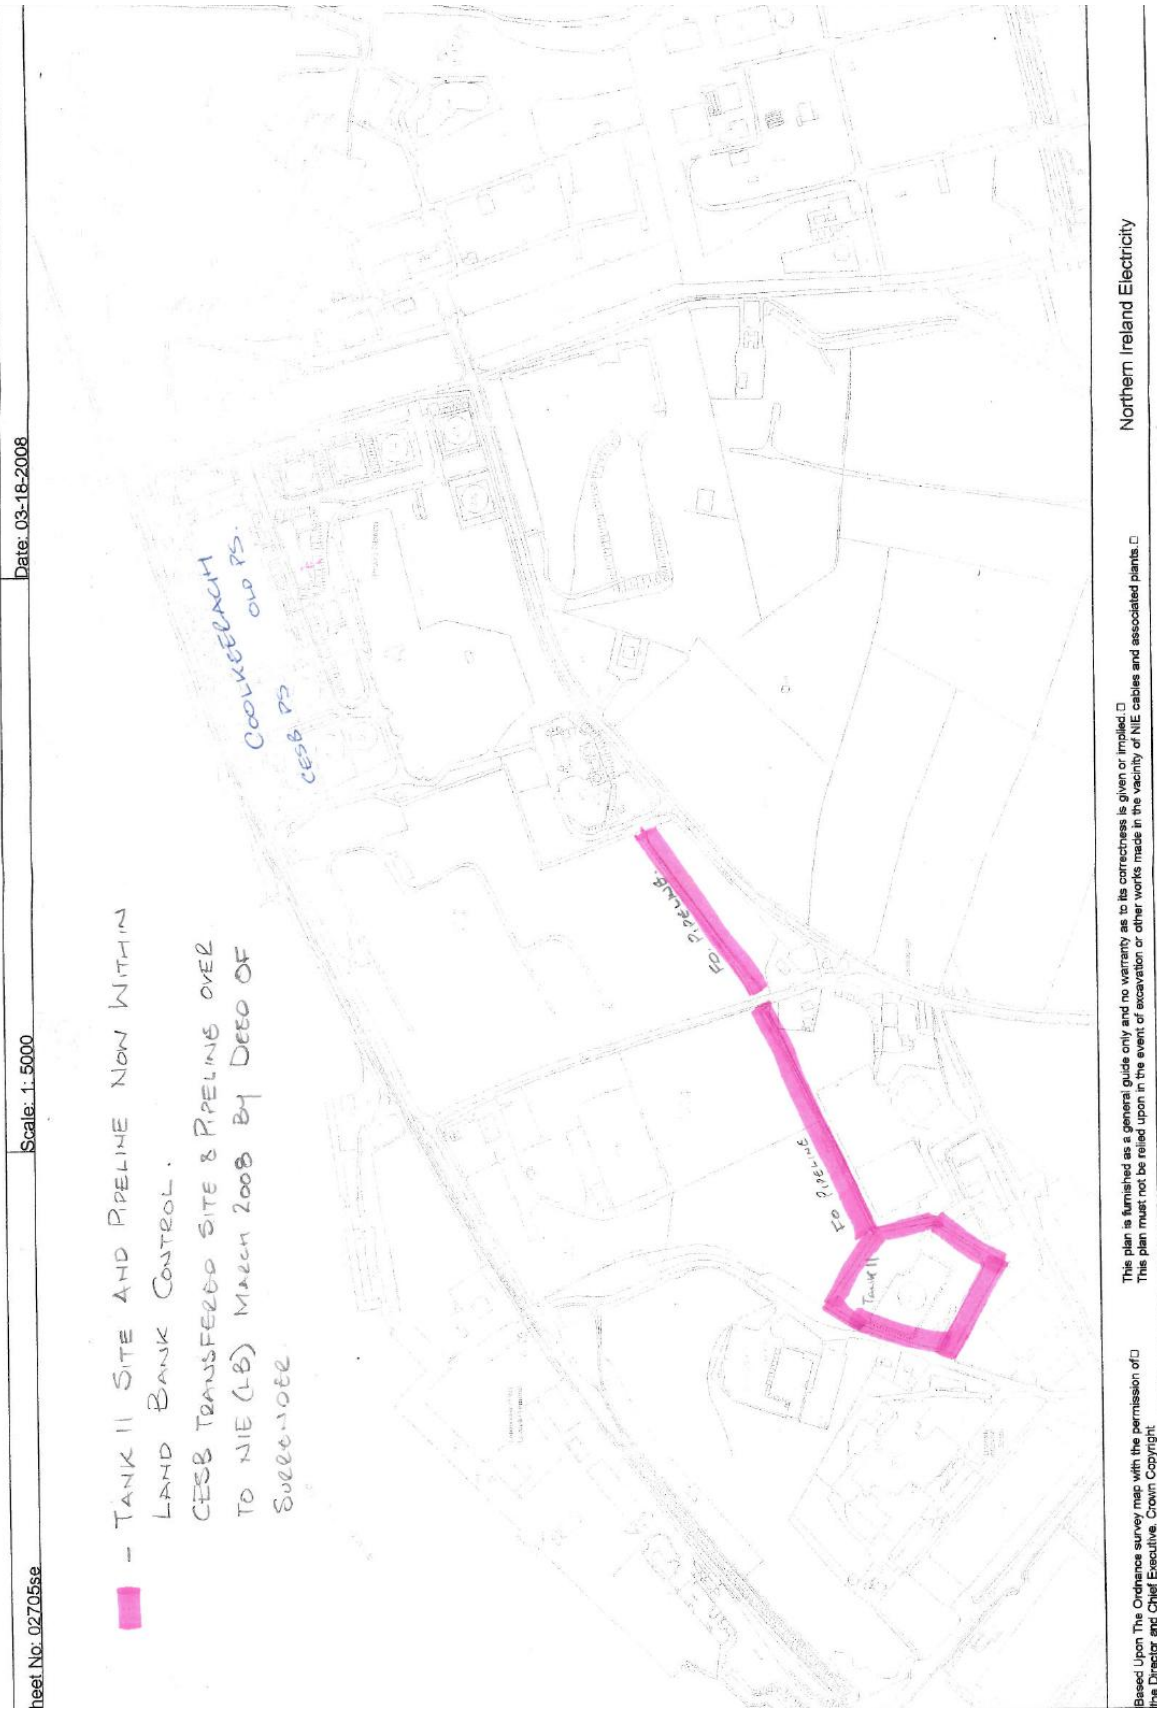 heet No: 02705se
Scale: 1: 5000
Date: 03-18-2008
- TANK 11 SITE AND PIPELINE NOW WITHIN
LAND BANK CONTROL.
CESB TRANSFERED SITE & PIPELINE OVER
TO NIE (LB) MARCH 2008 BY DEED OF
SURRENDER
COOLKEERAGH
OLD PS.
CESB PS
FO. PIPELINE.
FO PIPELINE
TANK 11
Based Upon The Ordnance survey map with the permission of□
the Director and Chief Executive, Crown Copyright
This plan is furnished as a general guide only and no warranty as to its correctness is given or implied.□
This plan must not be relied upon in the event of excavation or other works made in the vacinity of NIE cables and associated plants.□
Northern Ireland Electricity